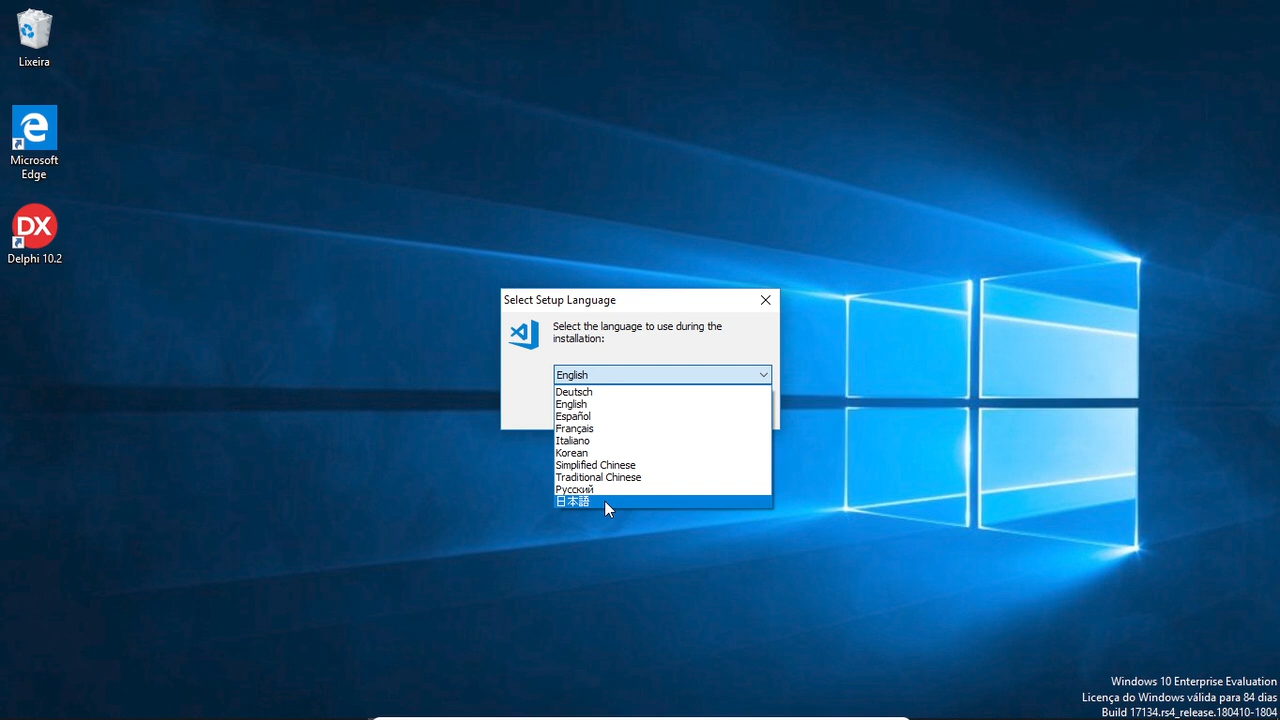 Lixeira
Microsoft
Edge
DX
Delphi 10.2
Select Setup Language
Select the language to use during the
installation:
English
Deutsch
English
Español
Français
Italiano
Korean
Simplified Chinese
Traditional Chinese
Русский
日本語
Windows 10 Enterprise Evaluation
Licença do Windows válida para 84 dias
Build 17134.rs4_release.180410-1804